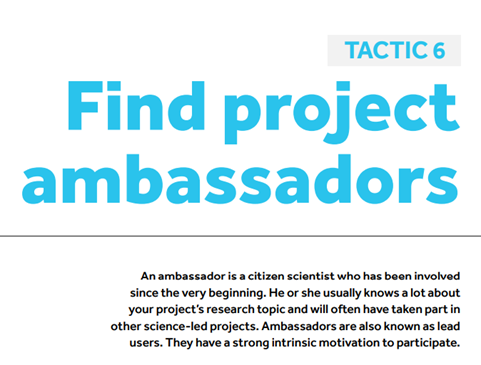 TACTIC 6
Find project
ambassadors
An ambassador is a citizen scientist who has been involved
since the very beginning. He or she usually knows a lot about
your project's research topic and will often have taken part in
other science-led projects. Ambassadors are also known as lead
users. They have a strong intrinsic motivation to participate.